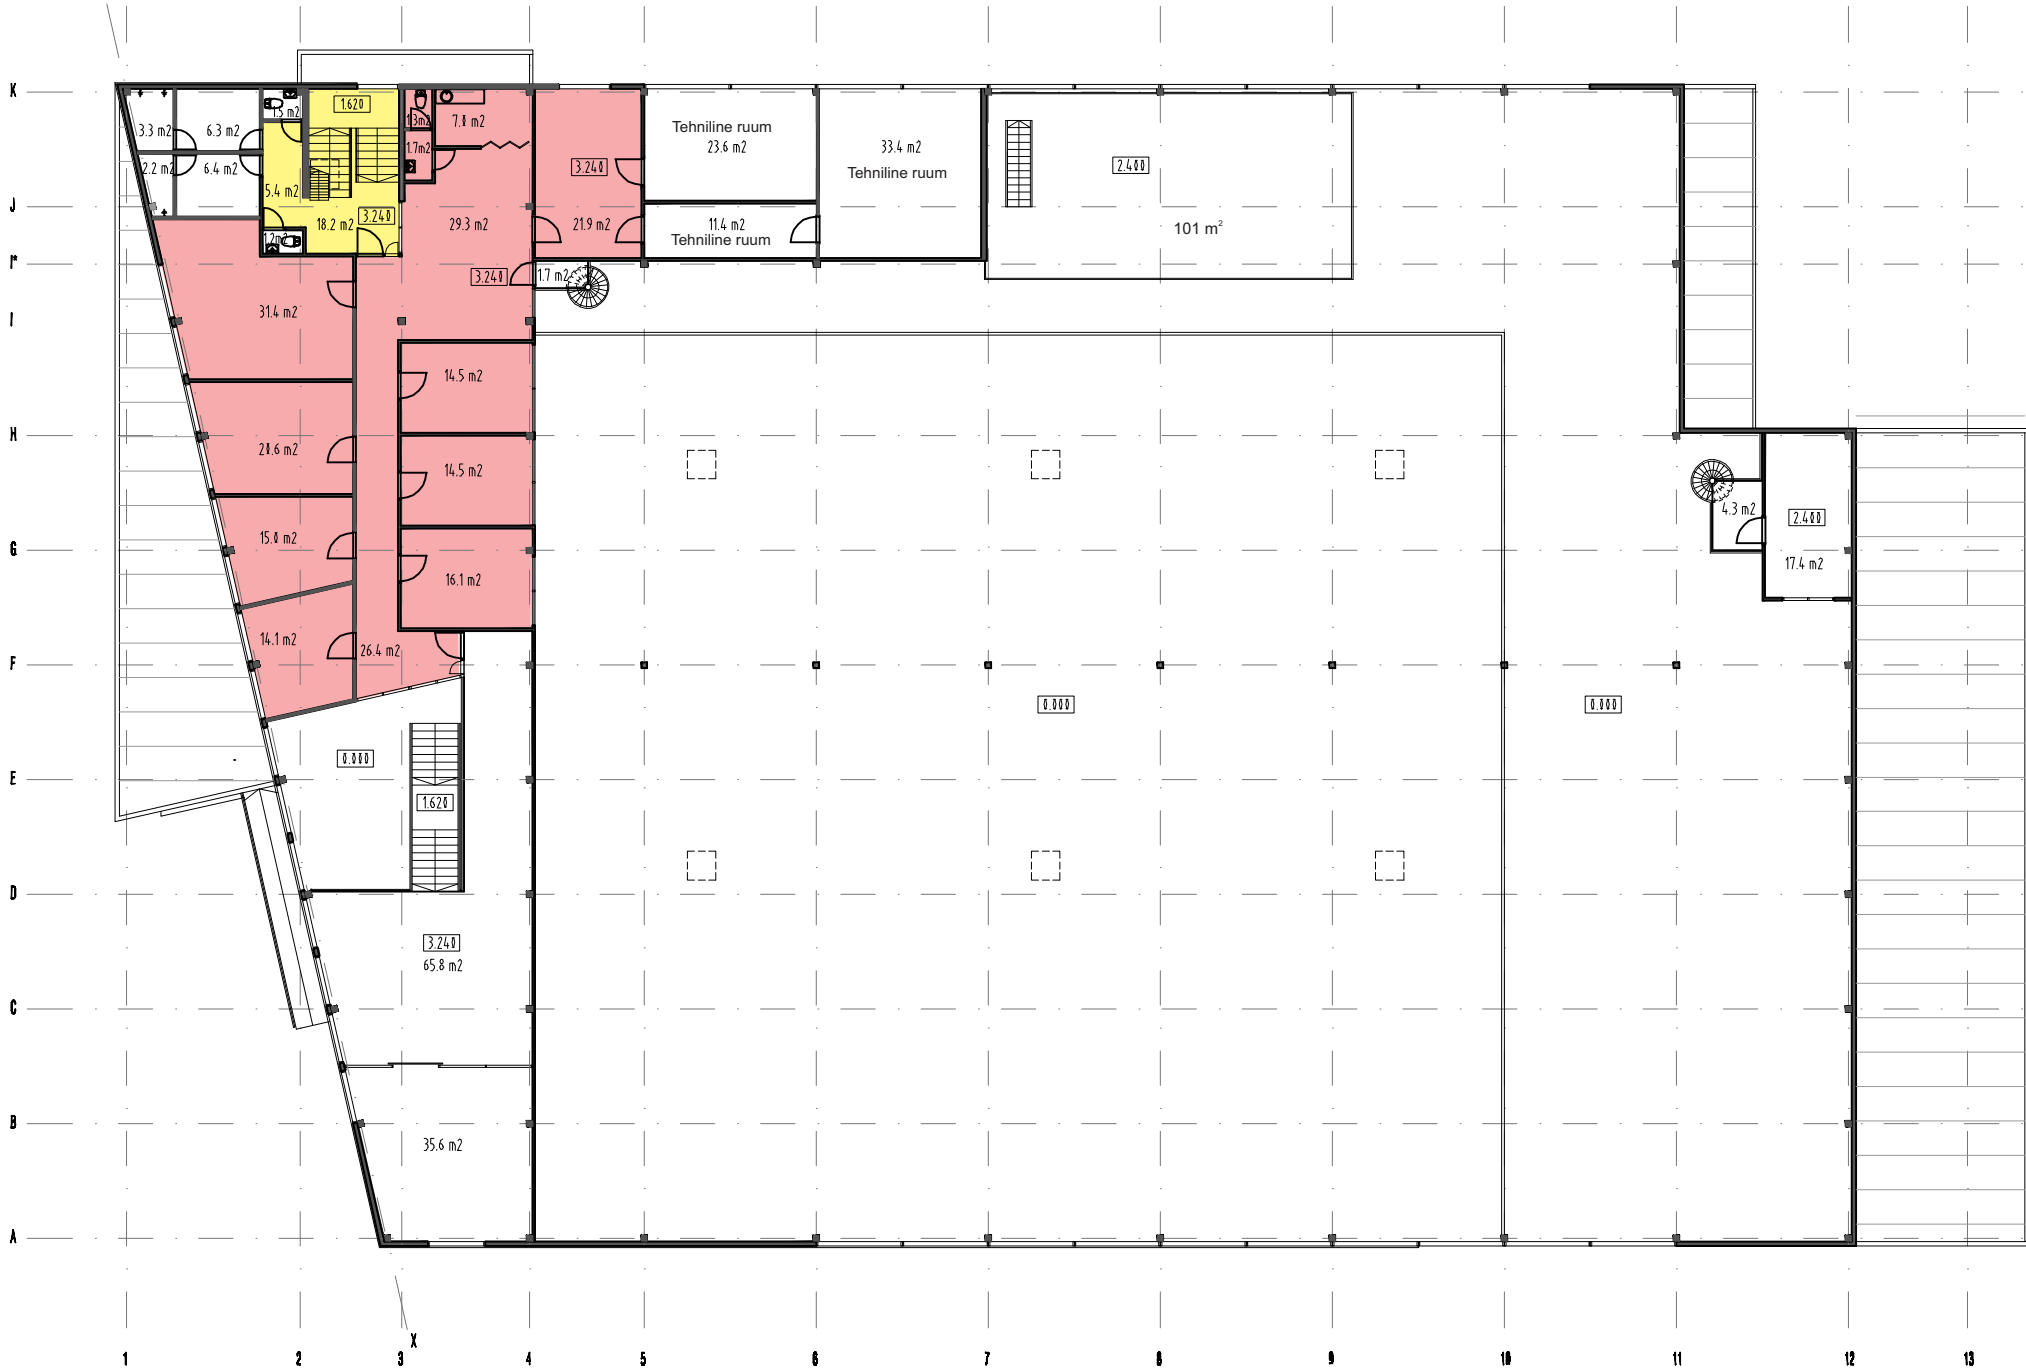 K
1.620
1.5 m2
3.3 m2
6.3 m2
1.3m2
7.8 m2
Tehniline ruum
23.6 m2
33.4 m2
Tehniline ruum
1.7m2
2.2 m2
6.4 m2
3.240
2.400
5.4 m2
J
18.2 m2
3.240
29.3 m2
21.9 m2
11.4 m2
Tehniline ruum
101 m²
1.2m2
I*
3.240
1.7 m2
31.4 m2
I
14.5 m2
H
20.6 m2
14.5 m2
4.3 m2
2.400
15.0 m2
G
17.4 m2
16.1 m2
14.1 m2
26.4 m2
F
0.000
0.000
0.000
E
1.620
D
3.240
65.8 m2
C
B
35.6 m2
A
X
1 2 3 4 5 6 7 8 9 10 11 12 13